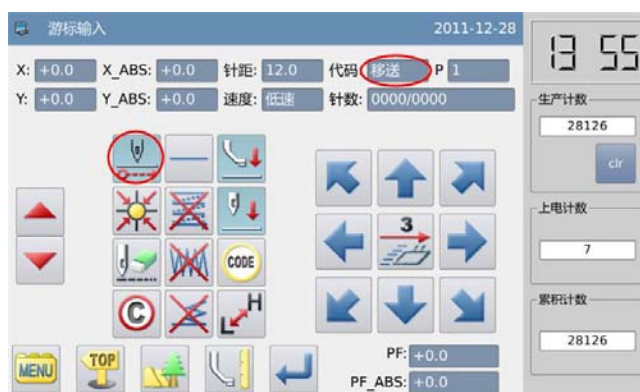 游标输入 2011-12-28
13 55
X: +0.0 X_ABS: +0.0 针距: 12.0 代码: 移送 P 1
Y: +0.0 Y_ABS: +0.0 速度: 低速 针数: 0000/0000
生产计数
28126
clr
上电计数
7
累积计数
28126
3
CODE
C
H
L
PF: +0.0
PF_ABS: +0.0
MENU
TOP